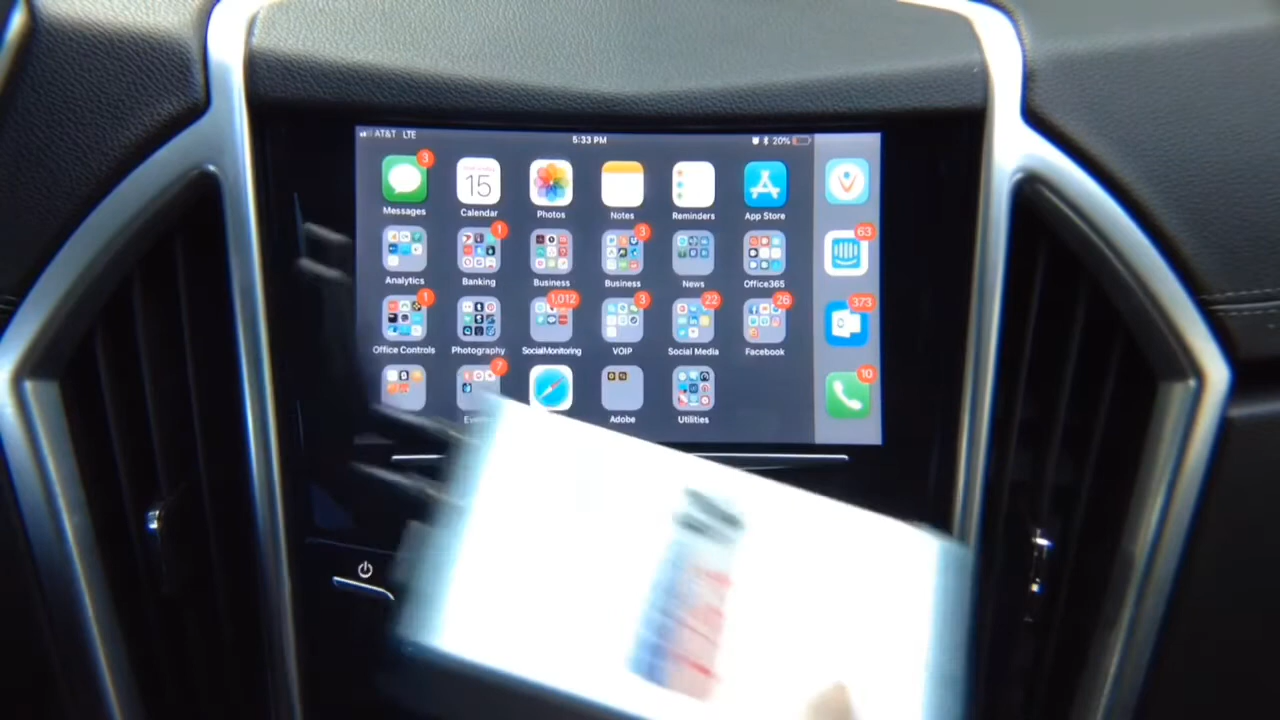 AT&T LTE 5:33 PM 20%
3
15
Messages Calendar Photos Notes Reminders App Store
1 3 63
Analytics Banking Business Business News Office365
1 1,012 3 22 26 373
Office Controls Photography SocialMonitoring VOIP Social Media Facebook
7 10
Adobe Utilities